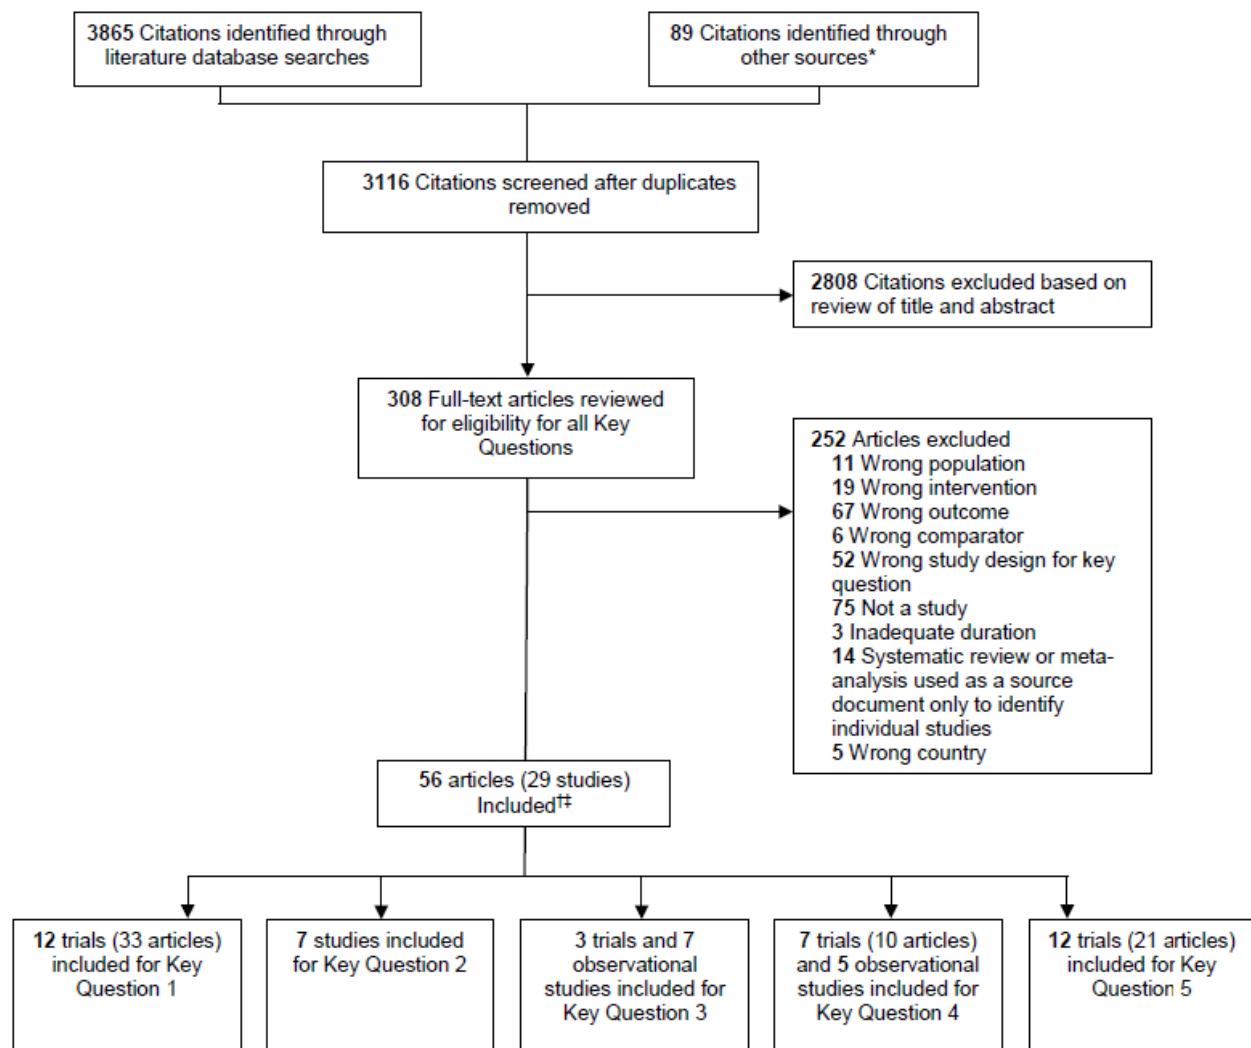 3865 Citations identified through
literature database searches
89 Citations identified through
other sources*
3116 Citations screened after duplicates
removed
2808 Citations excluded based on
review of title and abstract
308 Full-text articles reviewed
for eligibility for all Key
Questions
252 Articles excluded
11 Wrong population
19 Wrong intervention
67 Wrong outcome
6 Wrong comparator
52 Wrong study design for key
question
75 Not a study
3 Inadequate duration
14 Systematic review or meta-
analysis used as a source
document only to identify
individual studies
5 Wrong country
56 articles (29 studies)
Included†‡
12 trials (33 articles)
included for Key
Question 1
7 studies included
for Key Question 2
3 trials and 7
observational
studies included for
Key Question 3
7 trials (10 articles)
and 5 observational
studies included for
Key Question 4
12 trials (21 articles)
included for Key
Question 5